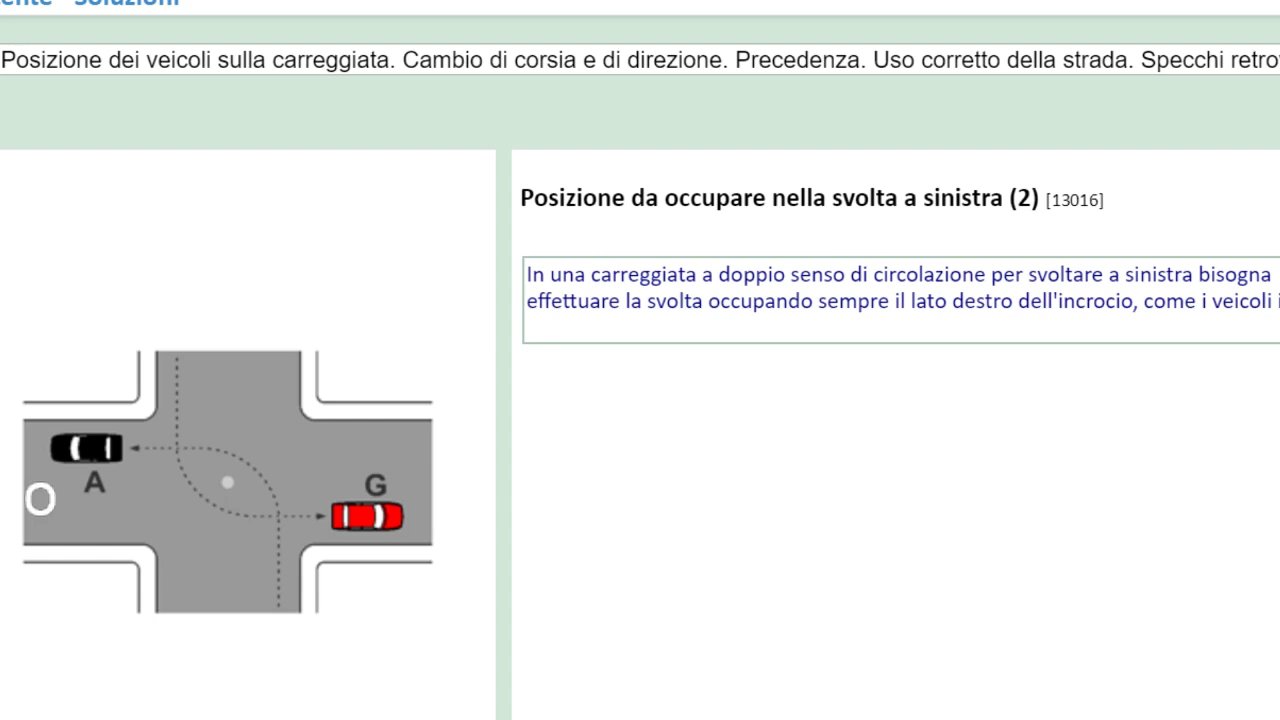 Posizione dei veicoli sulla carreggiata. Cambio di corsia e di direzione. Precedenza. Uso corretto della strada. Specchi
Posizione da occupare nella svolta a sinistra (2) [13016]
In una carreggiata a doppio senso di circolazione per svoltare a sinistra bisogna
effettuare la svolta occupando sempre il lato destro dell'incrocio, come i veicoli
A
O
G